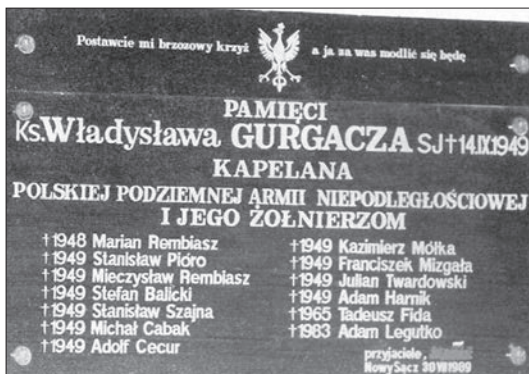 Postawcie mi brzozowy krzyż a ja za was modlić się będę
PAMIĘCI
Ks. Władysława GURGACZA SJ †14.IX.1949
KAPELANA
POLSKIEJ PODZIEMNEJ ARMII NIEPODLEGŁOŚCIOWEJ
I JEGO ŻOŁNIERZOM
†1948 Marian Rembiasz
†1949 Stanisław Pióro
†1949 Mieczysław Rembiasz
†1949 Stefan Balicki
†1949 Stanisław Szajna
†1949 Michał Cabak
†1949 Adolf Cecur
†1949 Kazimierz Mółka
†1949 Franciszek Mizgała
†1949 Julian Twardowski
†1949 Adam Harnik
†1965 Tadeusz Fida
†1983 Adam Legutko
przyjaciele,
Nowy Sącz 30 VII 1989